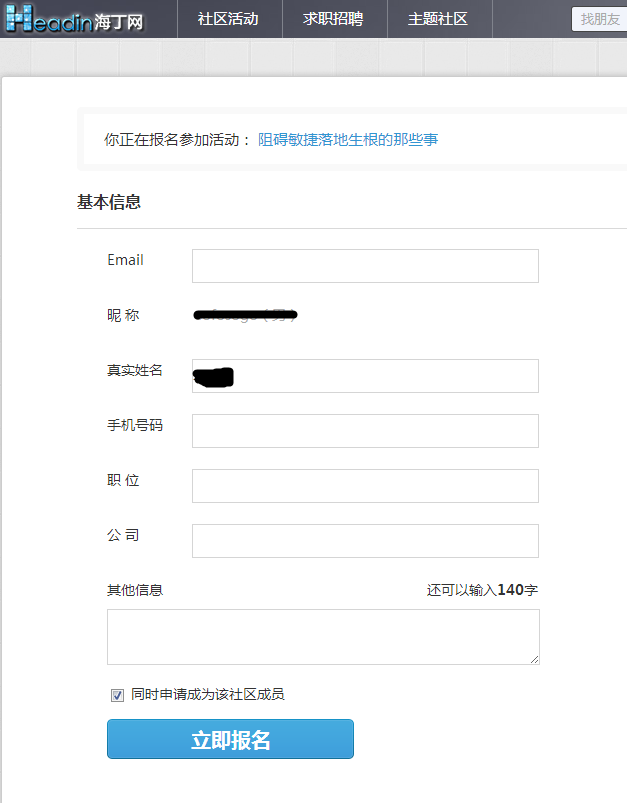 Headin海丁网 社区活动 求职招聘 主题社区 找朋友
你正在报名参加活动： 阻碍敏捷落地生根的那些事
基本信息
Email
昵 称
真实姓名
手机号码
职 位
公 司
其他信息 还可以输入140字
同时申请成为该社区成员
立即报名